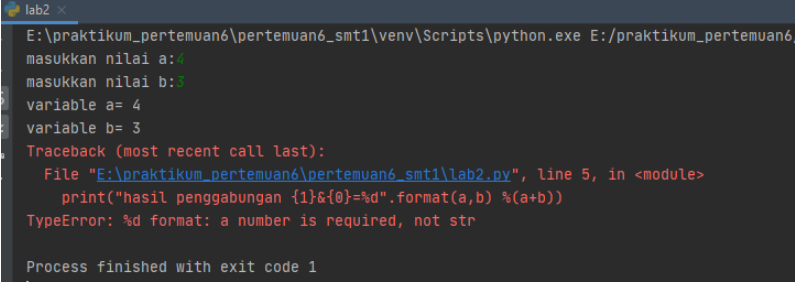 lab2
E:\praktikum_pertemuan6\pertemuan6_smt1\venv\Scripts\python.exe E:/praktikum_pertemuan6
masukkan nilai a:4
masukkan nilai b:3
variable a= 4
variable b= 3
Traceback (most recent call last):
File "E:\praktikum_pertemuan6\pertemuan6_smt1\lab2.py", line 5, in <module>
print("hasil penggabungan {1}&{0}=%d".format(a,b) %(a+b))
TypeError: %d format: a number is required, not str
Process finished with exit code 1